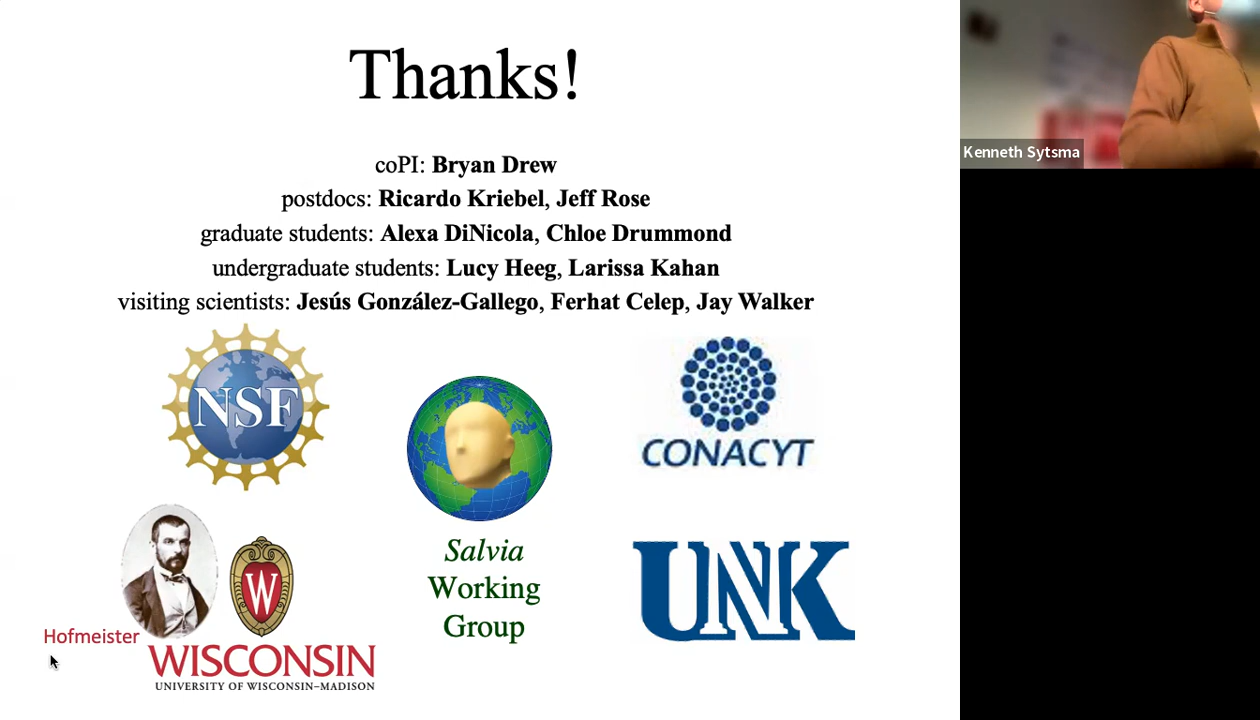 Thanks!
coPI: Bryan Drew
postdocs: Ricardo Kriebel, Jeff Rose
graduate students: Alexa DiNicola, Chloe Drummond
undergraduate students: Lucy Heeg, Larissa Kahan
visiting scientists: Jesús González-Gallego, Ferhat Celep, Jay Walker
NSF
CONACYT
Salvia
Working
Group
UNK
Hofmeister
W
WISCONSIN
UNIVERSITY OF WISCONSIN–MADISON
Kenneth Sytsma